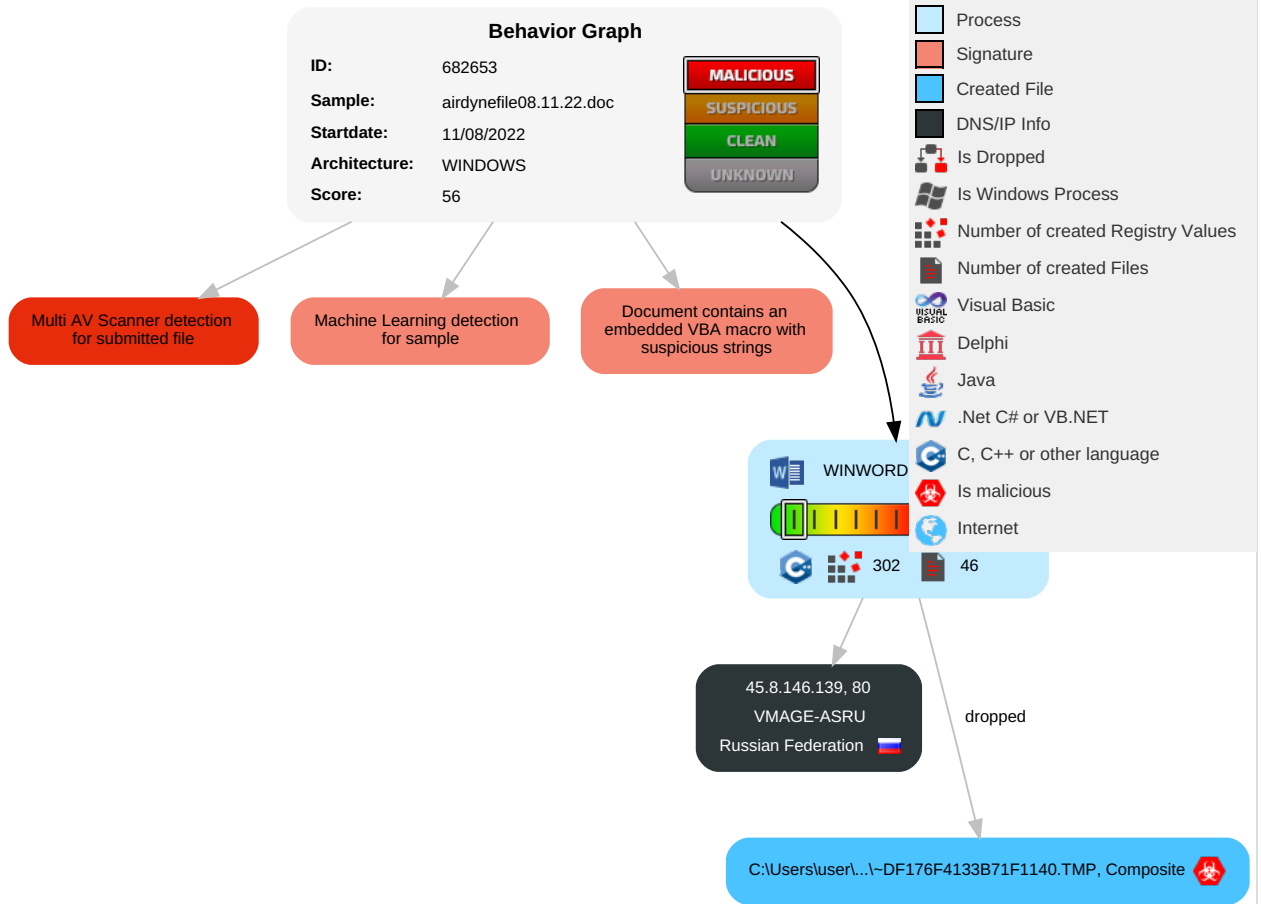 Behavior Graph
ID: 682653
Sample: airdynefile08.11.22.doc
Startdate: 11/08/2022
Architecture: WINDOWS
Score: 56
MALICIOUS
SUSPICIOUS
CLEAN
UNKNOWN
Process
Signature
Created File
DNS/IP Info
Is Dropped
Is Windows Process
Number of created Registry Values
Number of created Files
VISUAL
BASIC
Visual Basic
Delphi
Java
.Net C# or VB.NET
C, C++ or other language
Is malicious
Internet
Multi AV Scanner detection
for submitted file
Machine Learning detection
for sample
Document contains an
embedded VBA macro with
suspicious strings
W
WINWORD
302
46
45.8.146.139, 80
VMAGE-ASRU
Russian Federation
dropped
C:\Users\user\...\~DF176F4133B71F1140.TMP, Composite